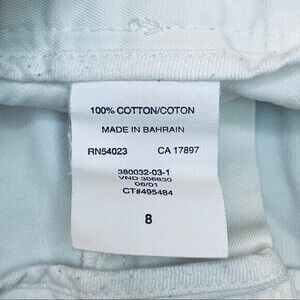 100% COTTON/COTON
MADE IN BAHRAIN
RN54023 CA 17897
380032-03-1
VND 306630
06/01
CT#495484
8